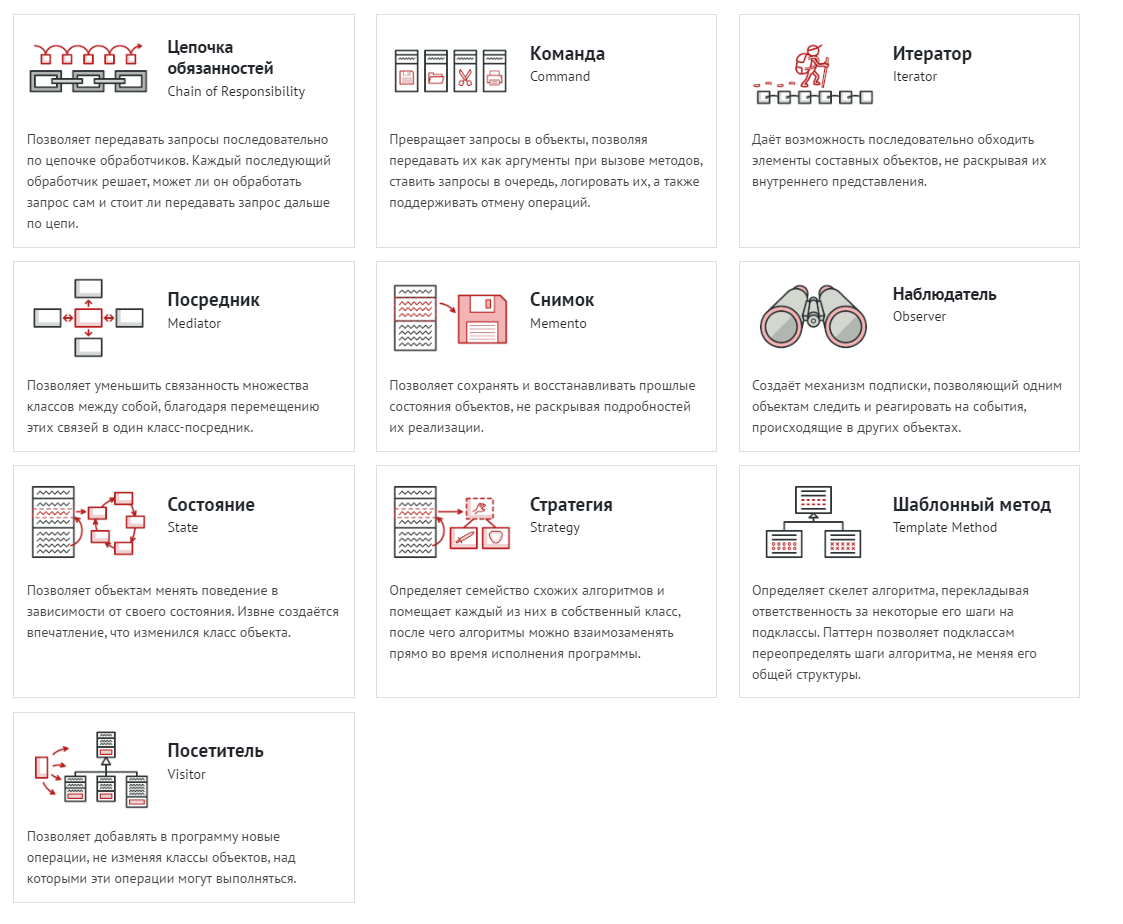 Цепочка
обязанностей
Chain of Responsibility
Позволяет передавать запросы последовательно
по цепочке обработчиков. Каждый последующий
обработчик решает, может ли он обработать
запрос сам и стоит ли передавать запрос дальше
по цепи.
Команда
Command
Превращает запросы в объекты, позволяя
передавать их как аргументы при вызове методов,
ставить запросы в очередь, логировать их, а также
поддерживать отмену операций.
Итератор
Iterator
Даёт возможность последовательно обходить
элементы составных объектов, не раскрывая их
внутреннего представления.
Посредник
Mediator
Позволяет уменьшить связанность множества
классов между собой, благодаря перемещению
этих связей в один класс-посредник.
Снимок
Memento
Позволяет сохранять и восстанавливать прошлые
состояния объектов, не раскрывая подробностей
их реализации.
Наблюдатель
Observer
Создаёт механизм подписки, позволяющий одним
объектам следить и реагировать на события,
происходящие в других объектах.
Состояние
State
Позволяет объектам менять поведение в
зависимости от своего состояния. Извне создаётся
впечатление, что изменился класс объекта.
Стратегия
Strategy
Определяет семейство схожих алгоритмов и
помещает каждый из них в собственный класс,
после чего алгоритмы можно взаимозаменять
прямо во время исполнения программы.
Шаблонный метод
Template Method
Определяет скелет алгоритма, перекладывая
ответственность за некоторые его шаги на
подклассы. Паттерн позволяет подклассам
переопределять шаги алгоритма, не меняя его
общей структуры.
Посетитель
Visitor
Позволяет добавлять в программу новые
операции, не изменяя классы объектов, над
которыми эти операции могут выполняться.